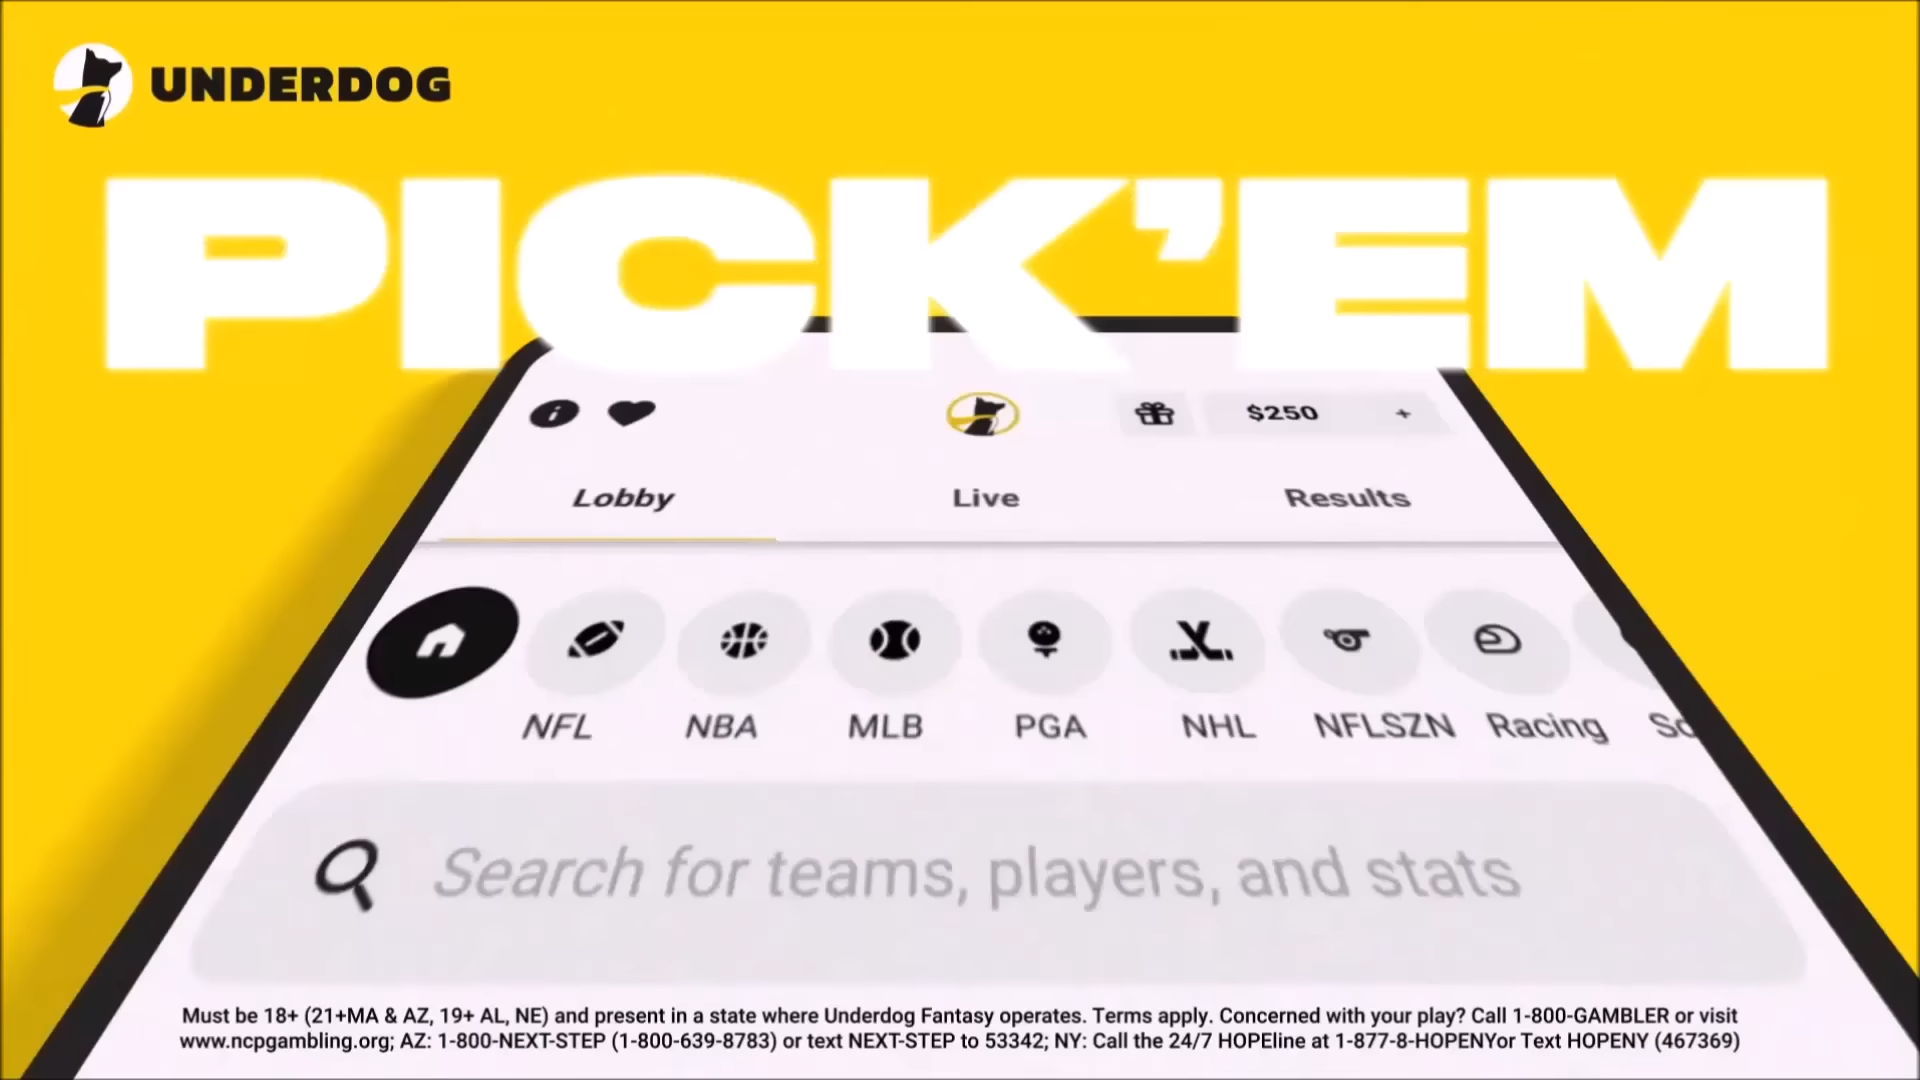 UNDERDOG
PICK'EM
$250 +
Lobby Live Results
NFL NBA MLB PGA NHL NFLSZN Racing
Search for teams, players, and stats
Must be 18+ (21+MA & AZ, 19+ AL, NE) and present in a state where Underdog Fantasy operates. Terms apply. Concerned with your play? Call 1-800-GAMBLER or visit
www.ncpgambling.org; AZ: 1-800-NEXT-STEP (1-800-639-8783) or text NEXT-STEP to 53342; NY: Call the 24/7 HOPEline at 1-877-8-HOPENYor Text HOPENY (467369)